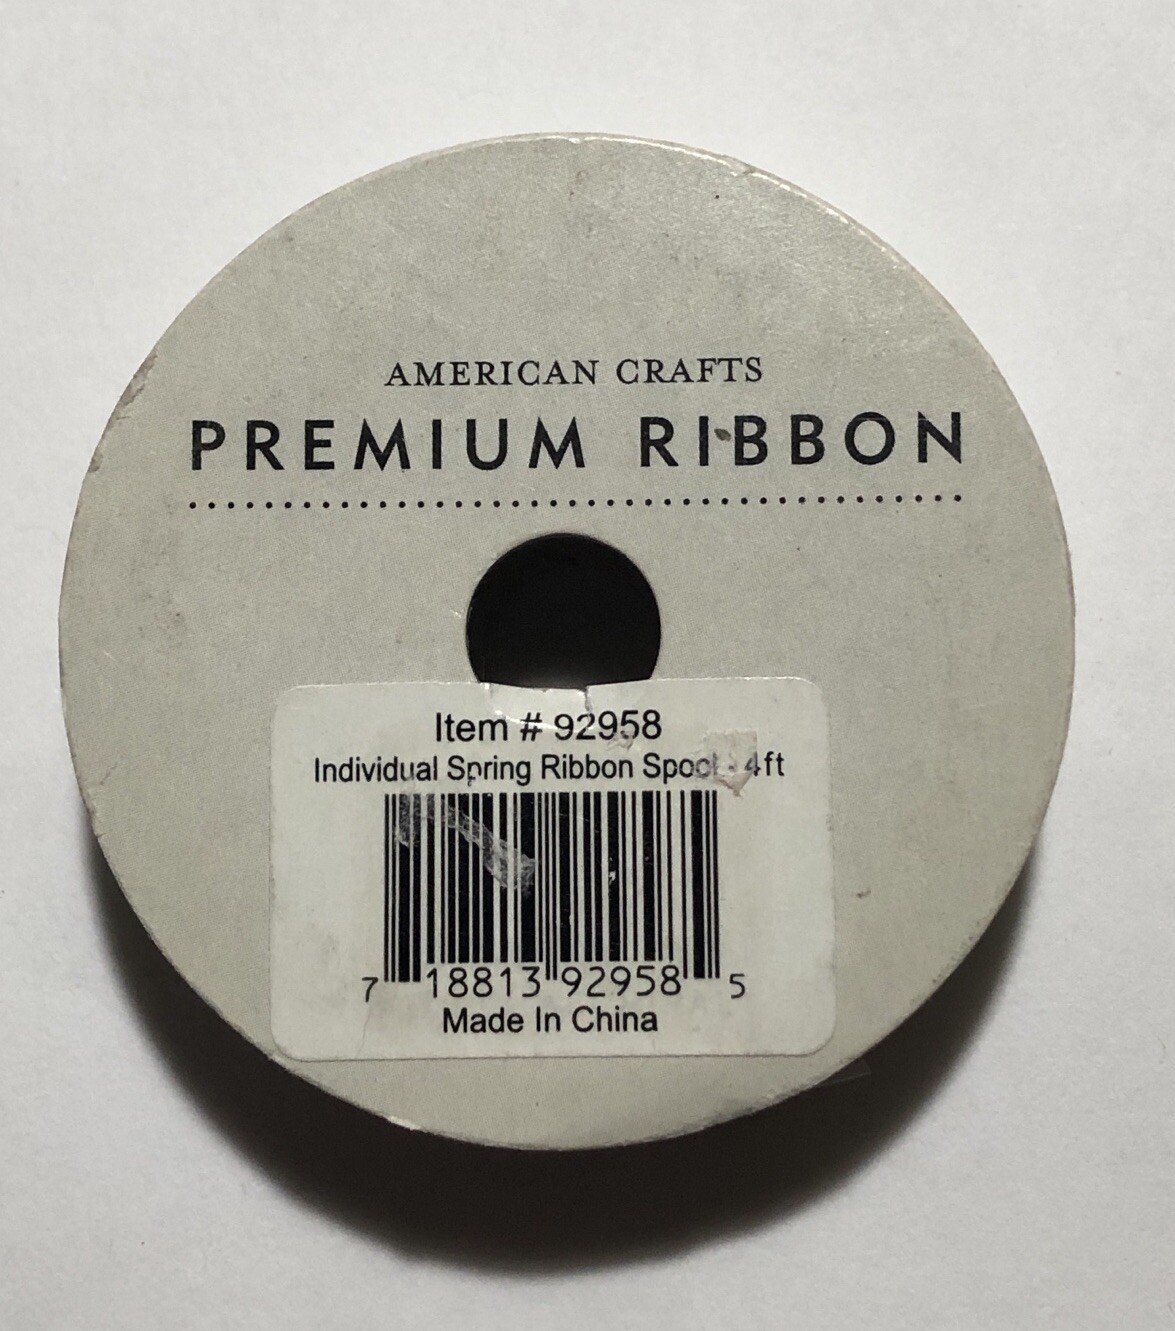 AMERICAN CRAFTS
PREMIUM RIBBON
Item # 92958
Individual Spring Ribbon Spool - 4ft
7 18813 92958 5
Made In China